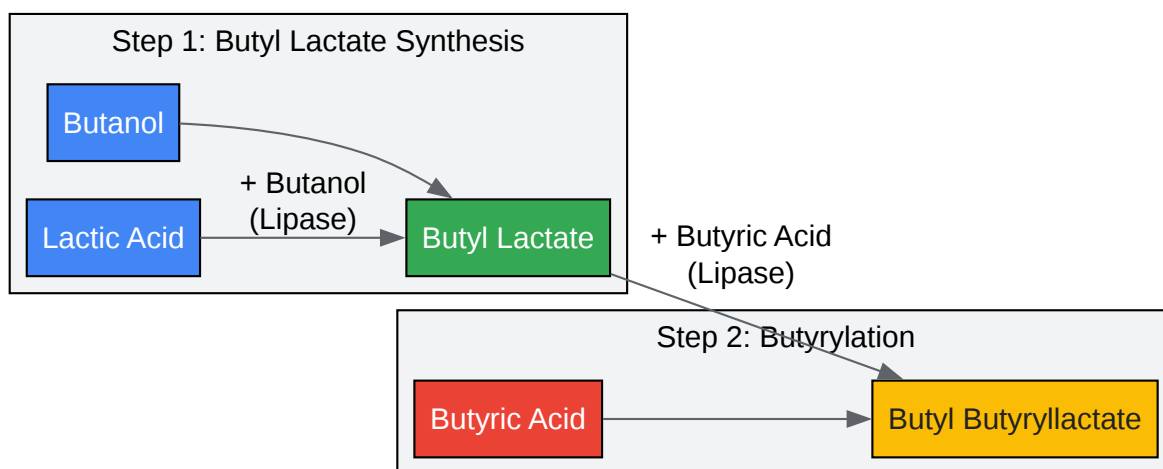 Step 1: Butyl Lactate Synthesis
Butanol
+ Butanol
(Lipase)
Lactic Acid
Butyl Lactate
+ Butyric Acid
(Lipase)
Step 2: Butyrylation
Butyric Acid
Butyl Butyryllactate